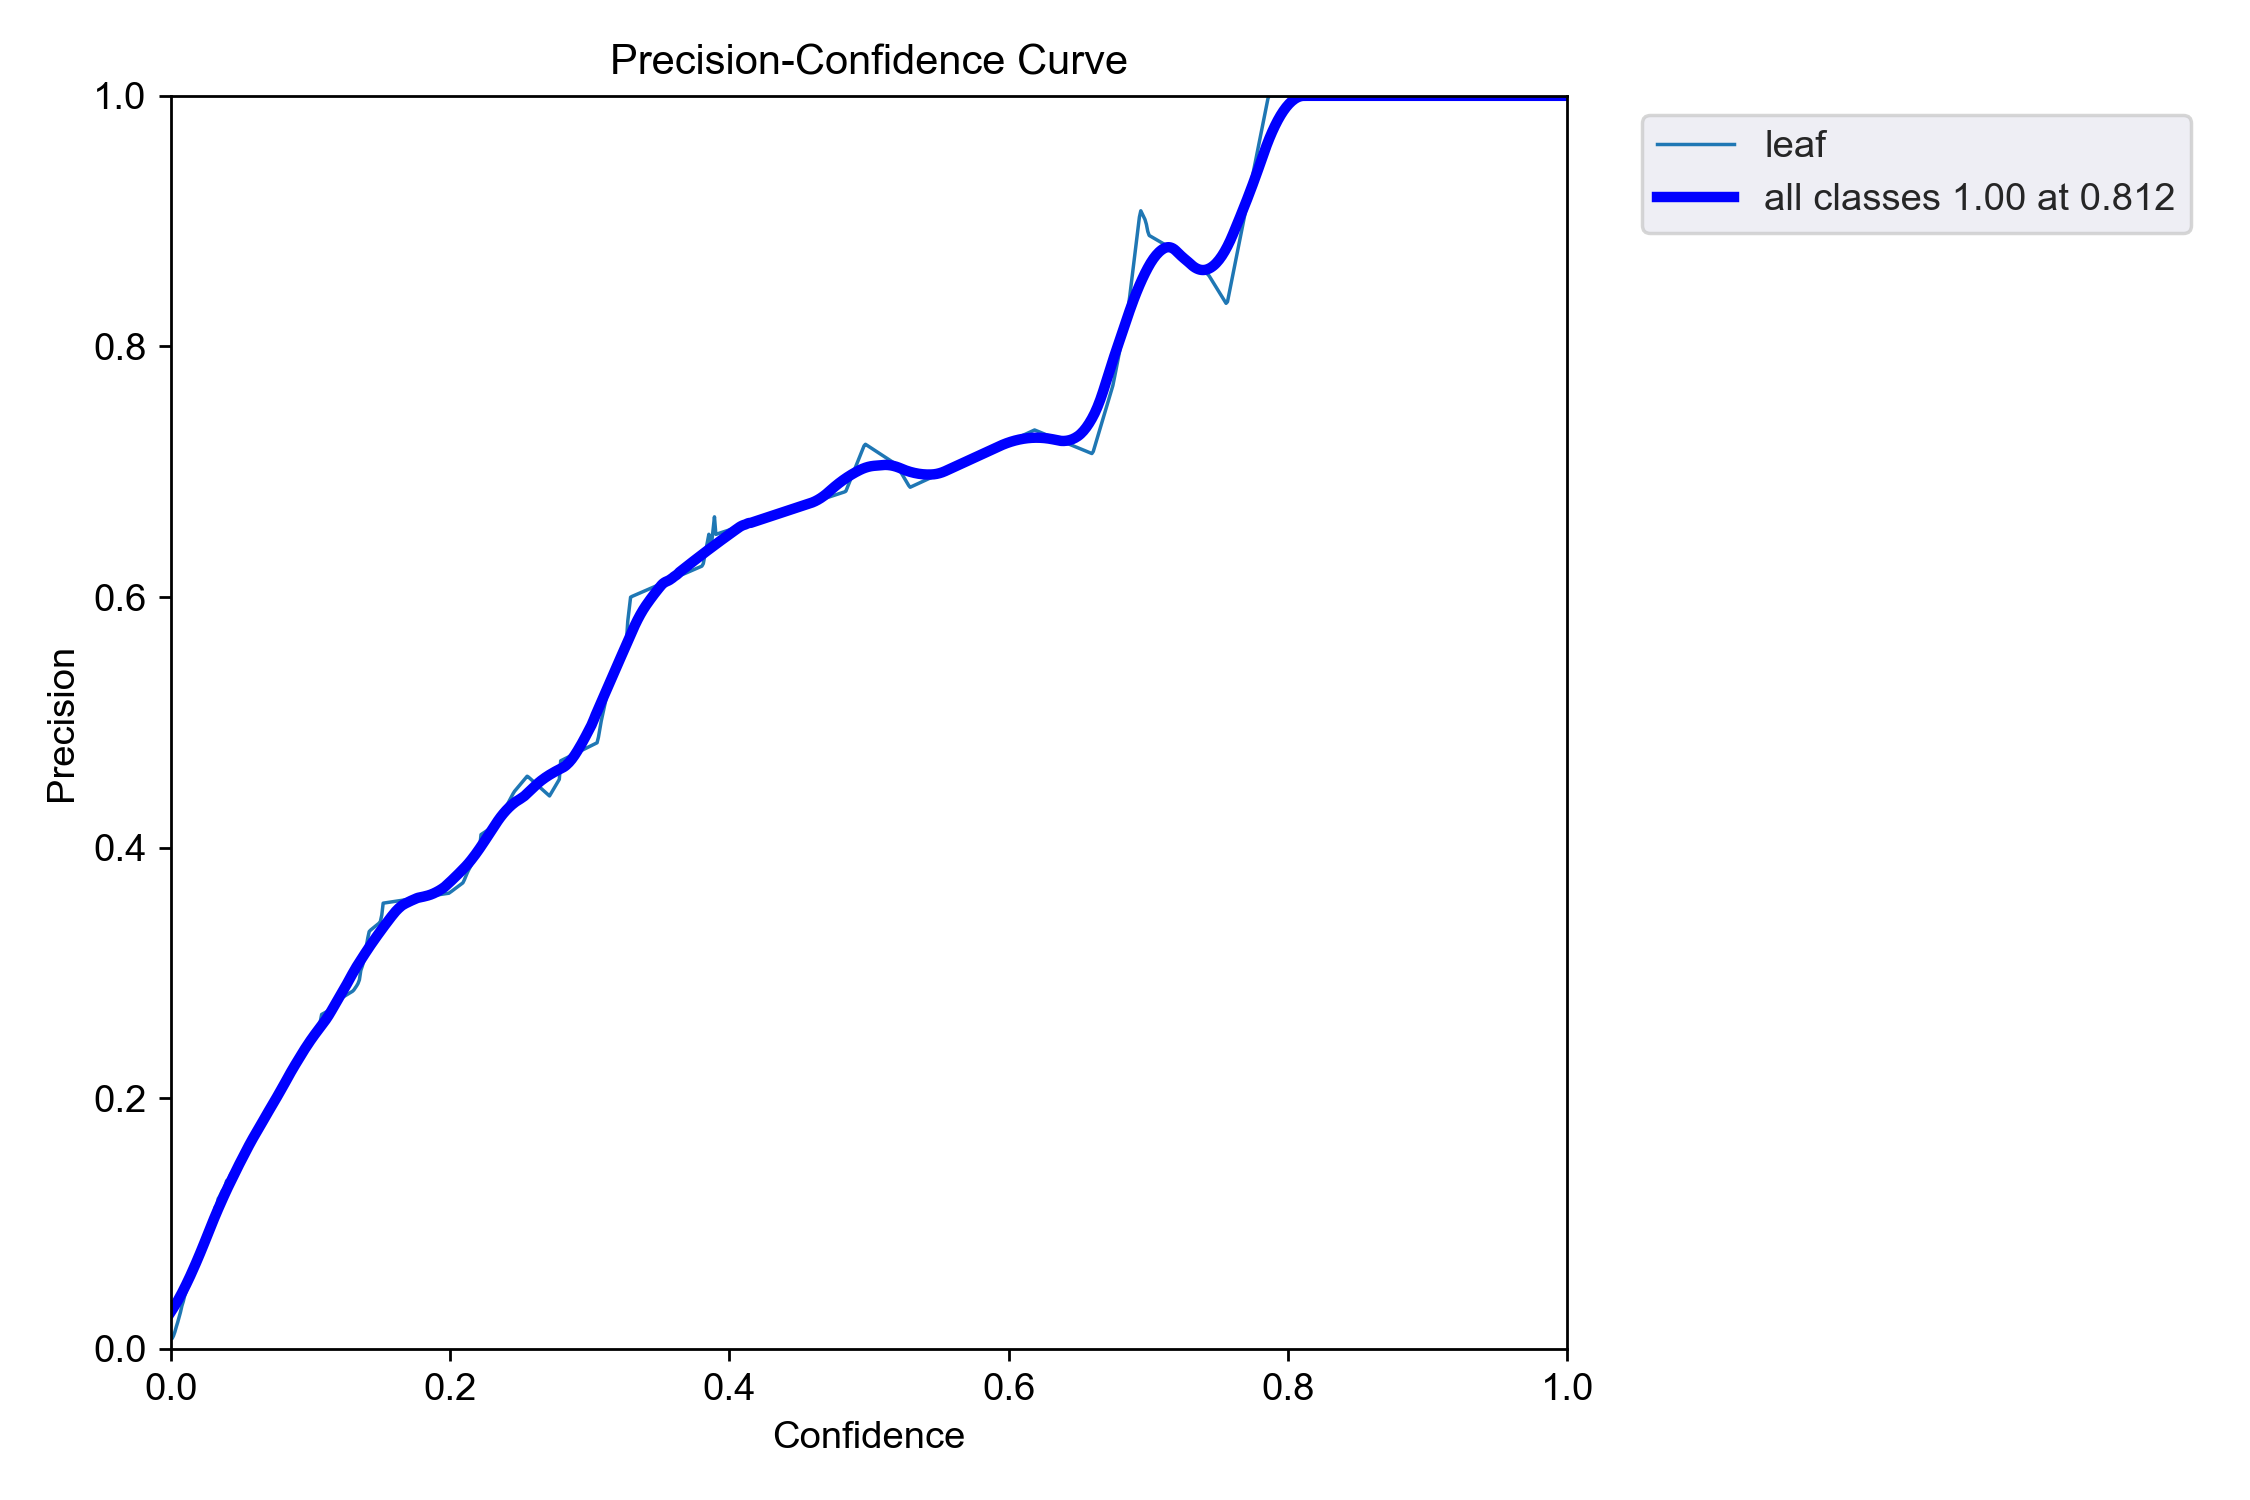 Precision-Confidence Curve
1.0
0.8
0.6
0.4
0.2
0.0
Precision
0.0 0.2 0.4 0.6 0.8 1.0
Confidence
leaf
all classes 1.00 at 0.812